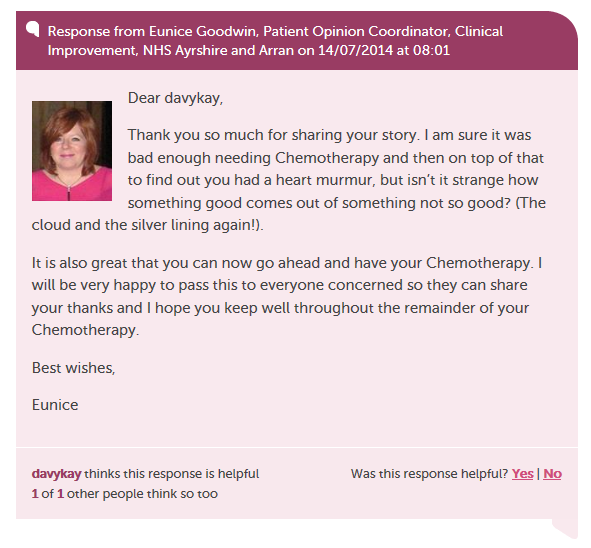 Response from Eunice Goodwin, Patient Opinion Coordinator, Clinical
Improvement, NHS Ayrshire and Arran on 14/07/2014 at 08:01
Dear davykay,
Thank you so much for sharing your story. I am sure it was
bad enough needing Chemotherapy and then on top of that
to find out you had a heart murmur, but isn’t it strange how
something good comes out of something not so good? (The
cloud and the silver lining again!).
It is also great that you can now go ahead and have your Chemotherapy. I
will be very happy to pass this to everyone concerned so they can share
your thanks and I hope you keep well throughout the remainder of your
Chemotherapy.
Best wishes,
Eunice
davykay thinks this response is helpful
1 of 1 other people think so too
Was this response helpful? Yes | No